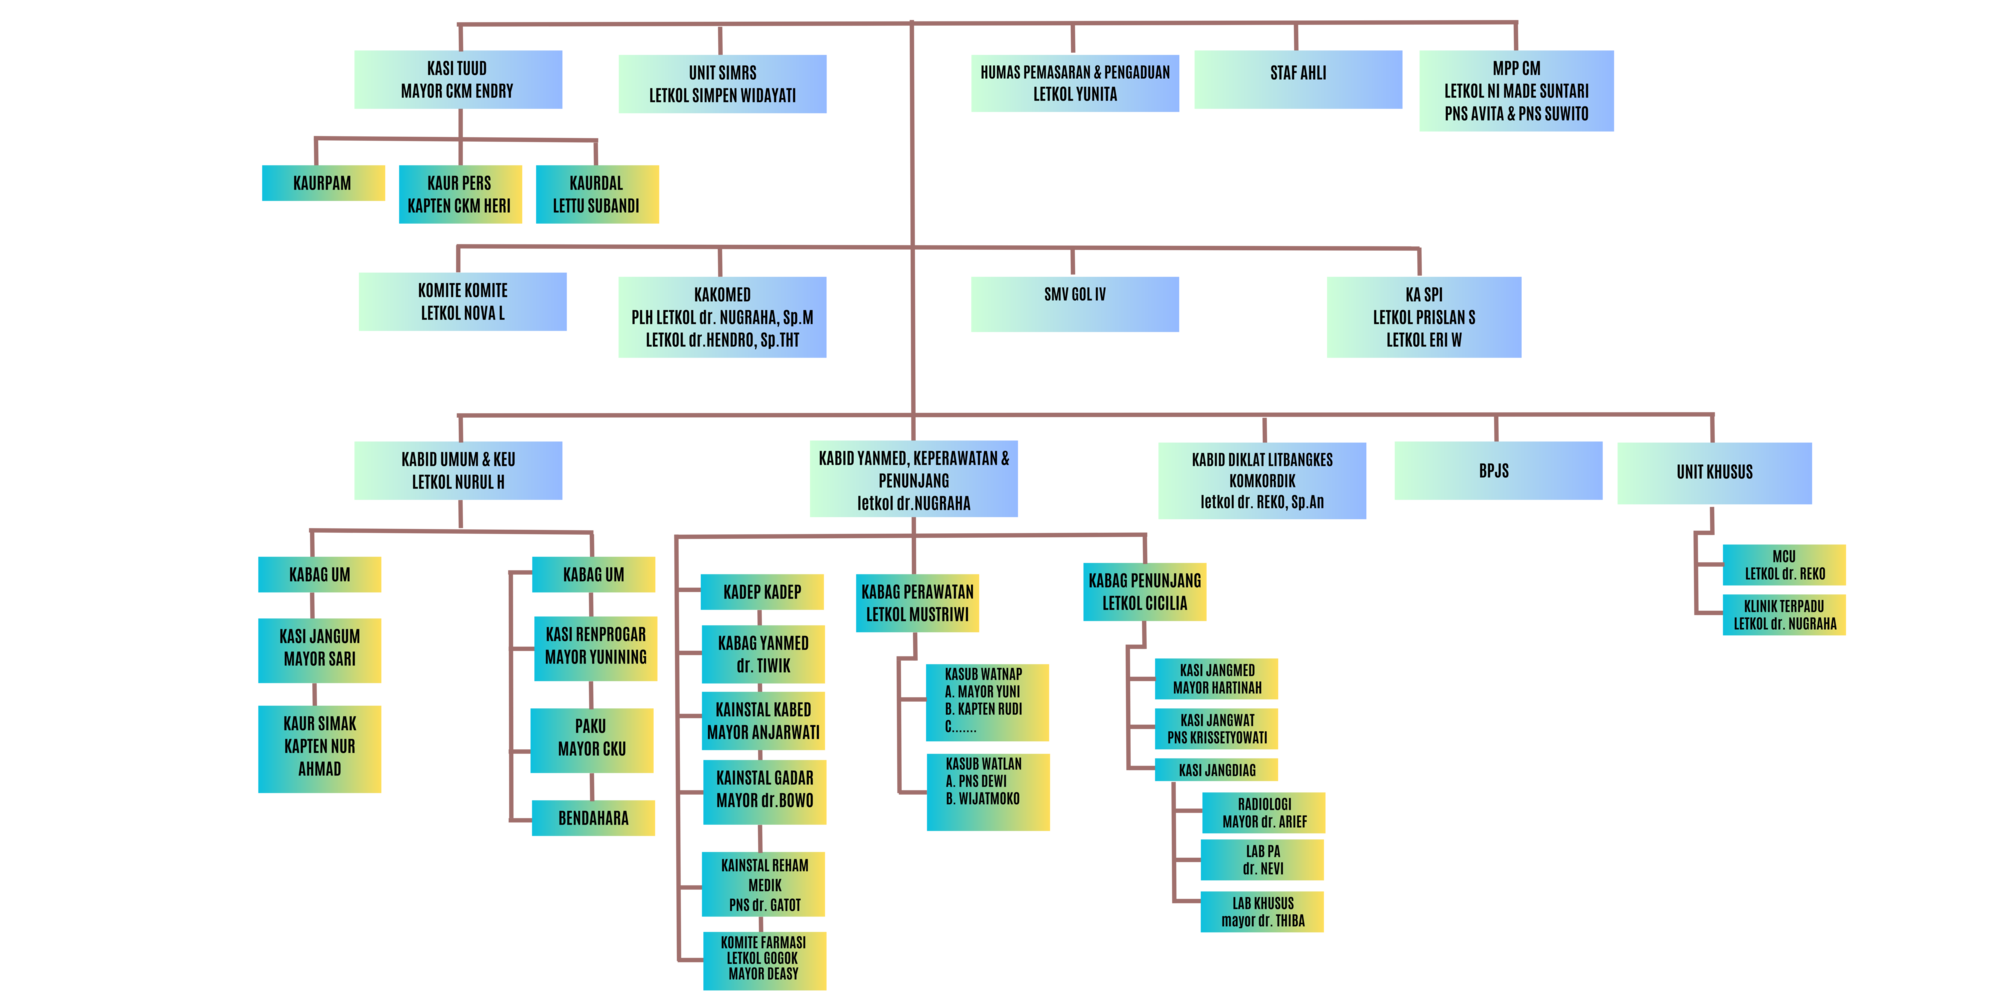 KASI TUUD
MAYOR CKM ENDRY
UNIT SIMRS
LETKOL SIMPEN WIDAYATI
HUMAS PEMASARAN & PENGADUAN
LETKOL YUNITA
STAF AHLI
MPP CM
LETKOL NI MADE SUNTARI
PNS AVITA & PNS SUWITO
KAURPAM
KAUR PERS
KAPTEN CKM HERI
KAURDAL
LETTU SUBANDI
KOMITE KOMITE
LETKOL NOVA L
KAKOMED
PLH LETKOL dr. NUGRAHA, Sp.M
LETKOL dr.HENDRO, Sp.THT
SMV GOL IV
KA SPI
LETKOL PRISLAN S
LETKOL ERI W
KABID UMUM & KEU
LETKOL NURUL H
KABID YANMED, KEPERAWATAN &
PENUNJANG
letkol dr.NUGRAHA
KABID DIKLAT LITBANGKES
KOMKORDIK
letkol dr. REKO, Sp.An
BPJS
UNIT KHUSUS
KABAG UM
KASI JANGUM
MAYOR SARI
KAUR SIMAK
KAPTEN NUR
AHMAD
KABAG UM
KASI RENPROGAR
MAYOR YUNINING
PAKU
MAYOR CKU
BENDAHARA
KADEP KADEP
KABAG YANMED
dr. TIWIK
KAINSTAL KABED
MAYOR ANJARWATI
KAINSTAL GADAR
MAYOR dr.BOWO
KAINSTAL REHAM
MEDIK
PNS dr. GATOT
KOMITE FARMASI
LETKOL GOGOK
MAYOR DEASY
KABAG PERAWATAN
LETKOL MUSTRIWI
KASUB WATNAP
A. MAYOR YUNI
B. KAPTEN RUDI
C.......
KASUB WATLAN
A. PNS DEWI
B. WIJATMOKO
KABAG PENUNJANG
LETKOL CICILIA
KASI JANGMED
MAYOR HARTINAH
KASI JANGWAT
PNS KRISSETYOWATI
KASI JANGDIAG
RADIOLOGI
MAYOR dr. ARIEF
LAB PA
dr. NEVI
LAB KHUSUS
mayor dr. THIBA
MCU
LETKOL dr. REKO
KLINIK TERPADU
LETKOL dr. NUGRAHA